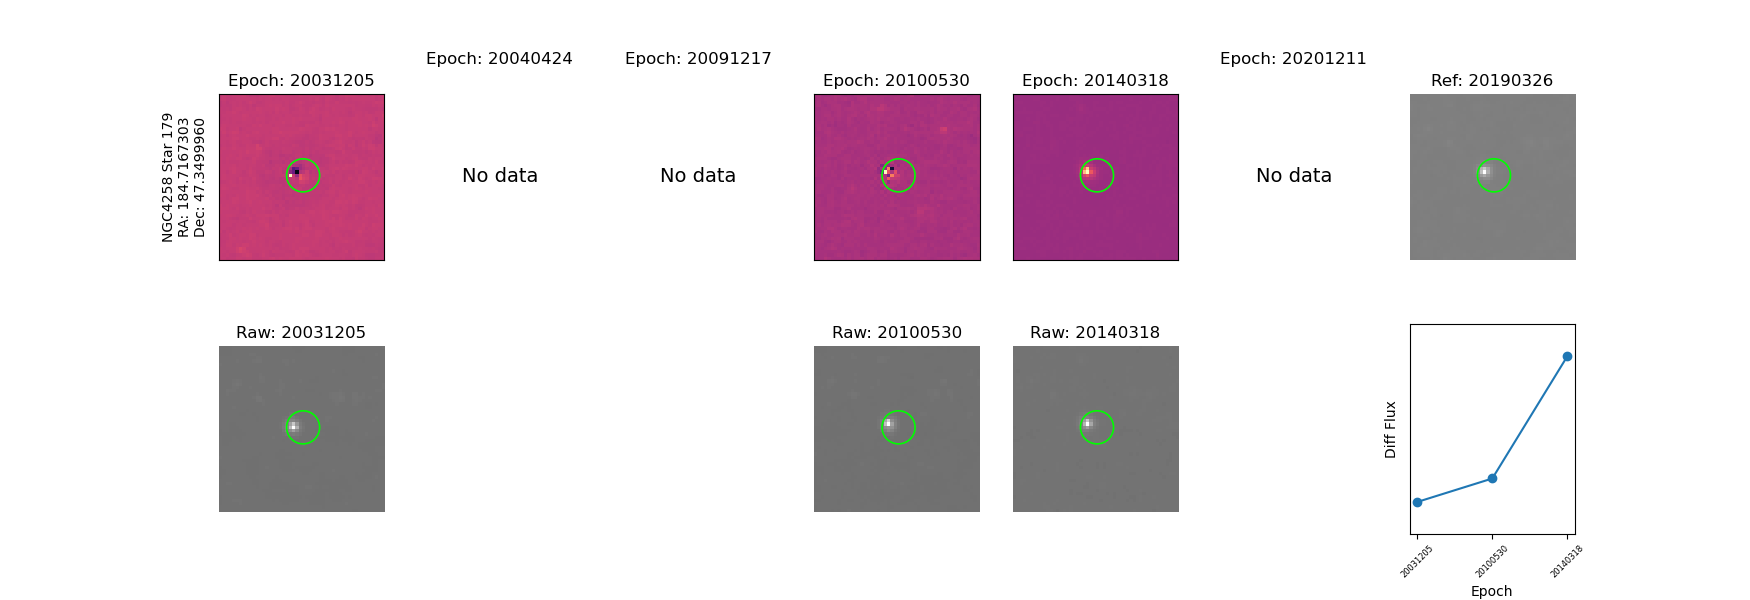 Epoch: 20040424
Epoch: 20091217
Epoch: 20201211
Epoch: 20031205
Epoch: 20100530
Epoch: 20140318
Ref: 20190326
NGC4258 Star 179
RA: 184.7167303
Dec: 47.3499960
No data
No data
No data
Raw: 20031205
Raw: 20100530
Raw: 20140318
Diff Flux
20031205
20100530
20140318
Epoch